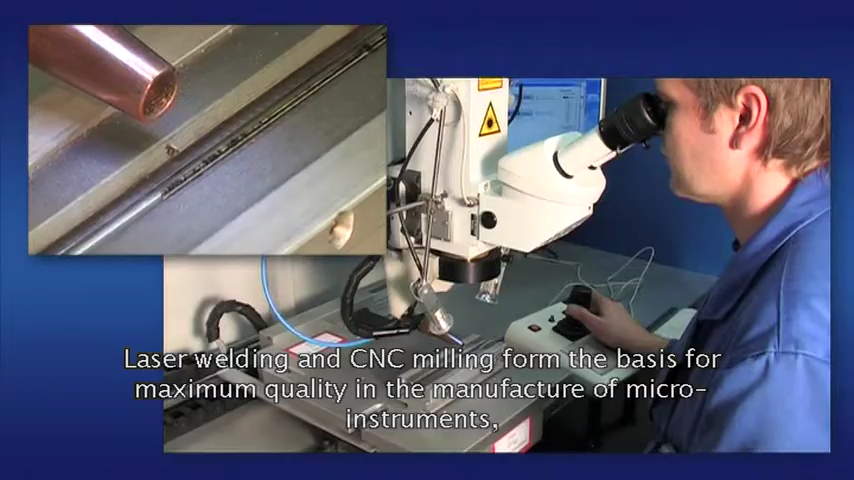 Laser welding and CNC milling form the basis for
maximum quality in the manufacture of micro-
instruments,